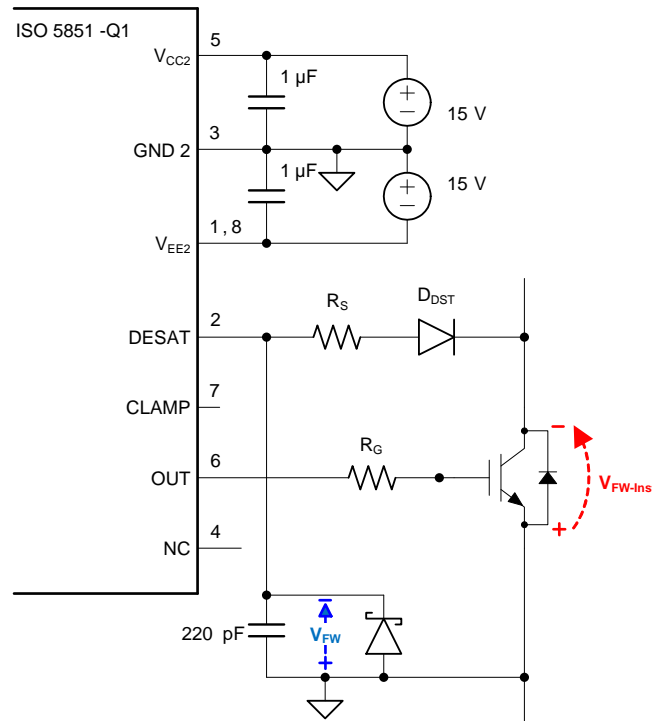 ISO 5851 -Q1
5
VCC2
1 µF
+
−
15 V
3
GND 2
1 µF
+
−
15 V
1, 8
VEE2
RS
DDST
2
DESAT
7
CLAMP
−
RG
6
OUT
VFW-Ins
+
4
NC
−
220 pF
VFW
+